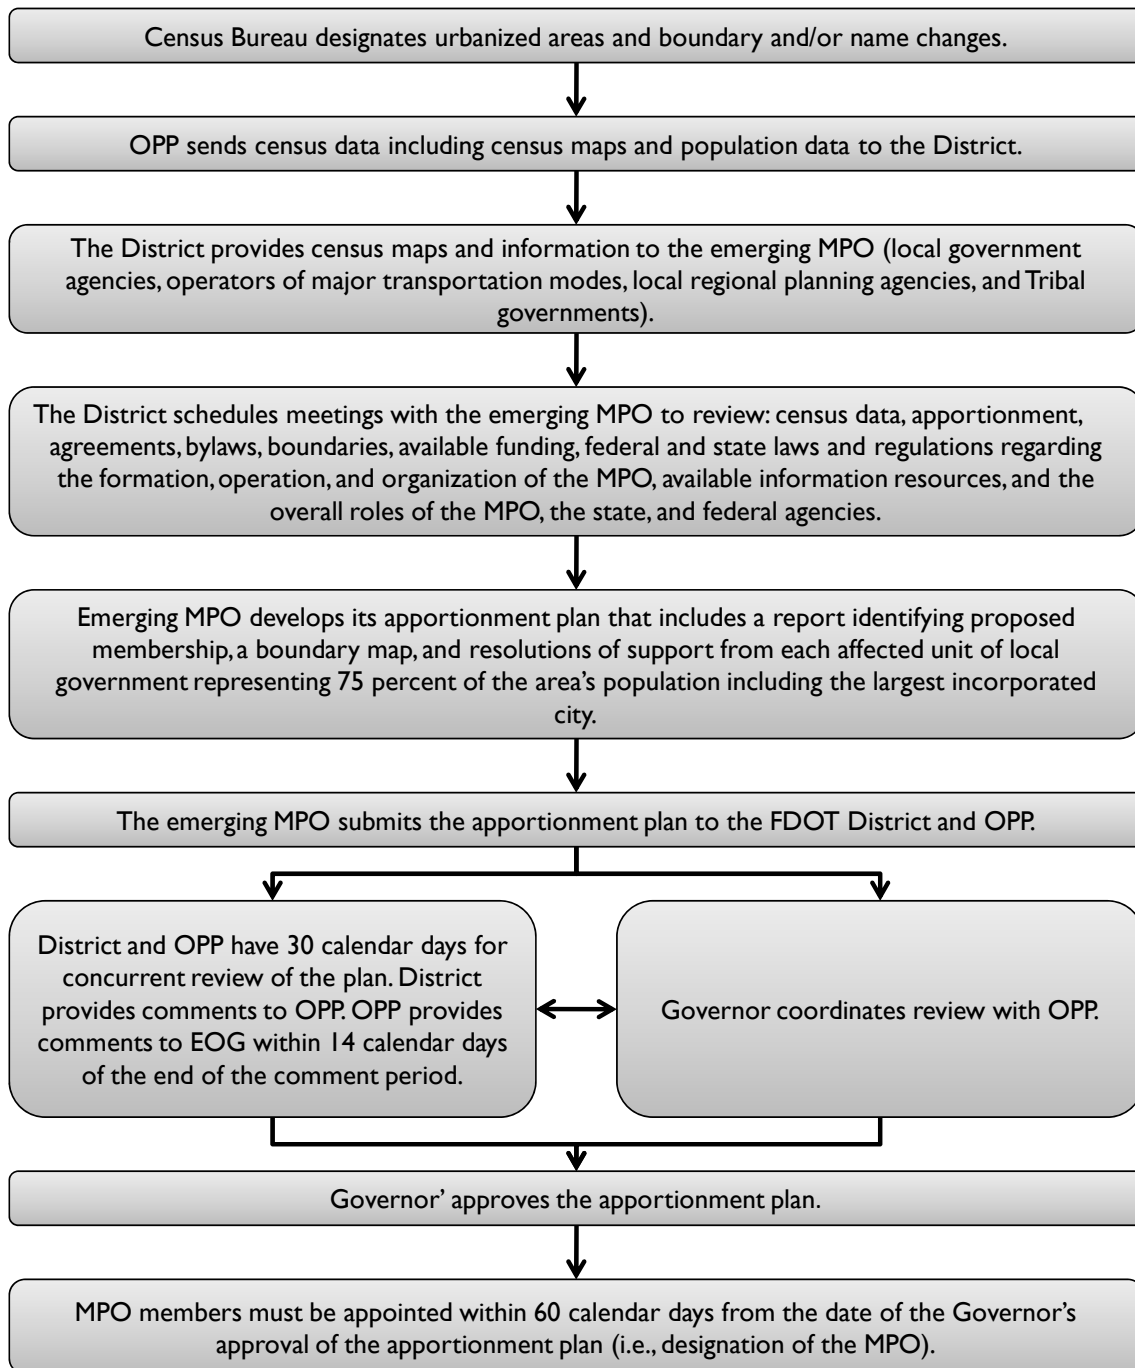 Census Bureau designates urbanized areas and boundary and/or name changes.
OPP sends census data including census maps and population data to the District.
The District provides census maps and information to the emerging MPO (local government
agencies, operators of major transportation modes, local regional planning agencies, and Tribal
governments).
The District schedules meetings with the emerging MPO to review: census data, apportionment,
agreements, bylaws, boundaries, available funding, federal and state laws and regulations regarding
the formation, operation, and organization of the MPO, available information resources, and the
overall roles of the MPO, the state, and federal agencies.
Emerging MPO develops its apportionment plan that includes a report identifying proposed
membership, a boundary map, and resolutions of support from each affected unit of local
government representing 75 percent of the area's population including the largest incorporated
city.
The emerging MPO submits the apportionment plan to the FDOT District and OPP.
District and OPP have 30 calendar days for
concurrent review of the plan. District
provides comments to OPP. OPP provides
comments to EOG within 14 calendar days
of the end of the comment period.
Governor coordinates review with OPP.
Governor' approves the apportionment plan.
MPO members must be appointed within 60 calendar days from the date of the Governor's
approval of the apportionment plan (i.e., designation of the MPO).